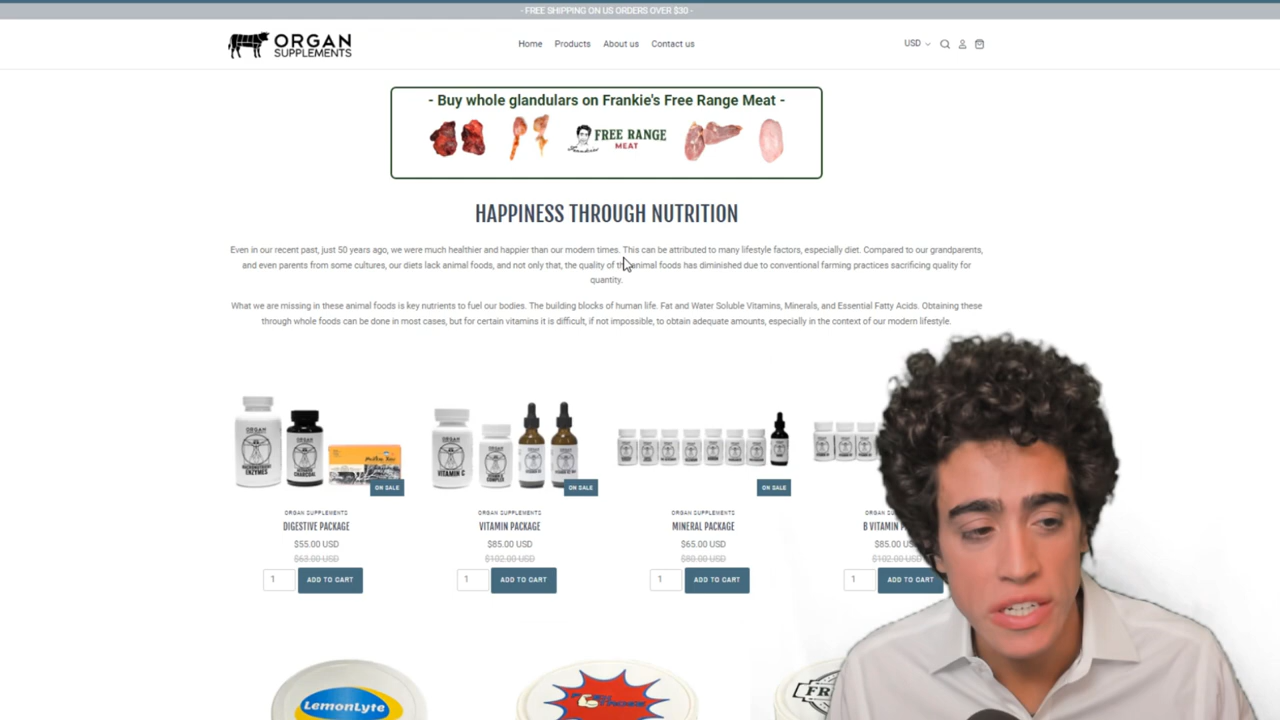 - FREE SHIPPING ON US ORDERS OVER $30 -
ORGAN
SUPPLEMENTS
Home Products About us Contact us
USD
- Buy whole glandulars on Frankie's Free Range Meat -
FREE RANGE
MEAT
HAPPINESS THROUGH NUTRITION
Even in our recent past, just 50 years ago, we were much healthier and happier than our modern times. This can be attributed to many lifestyle factors, especially diet. Compared to our grandparents,
and even parents from some cultures, our diets lack animal foods, and not only that, the quality of animal foods has diminished due to conventional farming practices sacrificing quality for
quantity.
What we are missing in these animal foods is key nutrients to fuel our bodies. The building blocks of human life. Fat and Water Soluble Vitamins, Minerals, and Essential Fatty Acids. Obtaining these
through whole foods can be done in most cases, but for certain vitamins it is difficult, if not impossible, to obtain adequate amounts, especially in the context of our modern lifestyle.
ORGAN
ENZYMES
ORGAN
CHARCOAL
ORGAN
VITAMIN C
ORGAN
ON SALE ON SALE ON SALE
ORGAN SUPPLEMENTS ORGAN SUPPLEMENTS ORGAN SUPPLEMENTS
DIGESTIVE PACKAGE VITAMIN PACKAGE MINERAL PACKAGE B VITAMIN
$55.00 USD $85.00 USD $65.00 USD $85.00
$63.00 USD $102.00 USD $80.00 USD $102.00 USD
1 ADD TO CART 1 ADD TO CART 1 ADD TO CART 1 ADD TO CART
LemonLyte